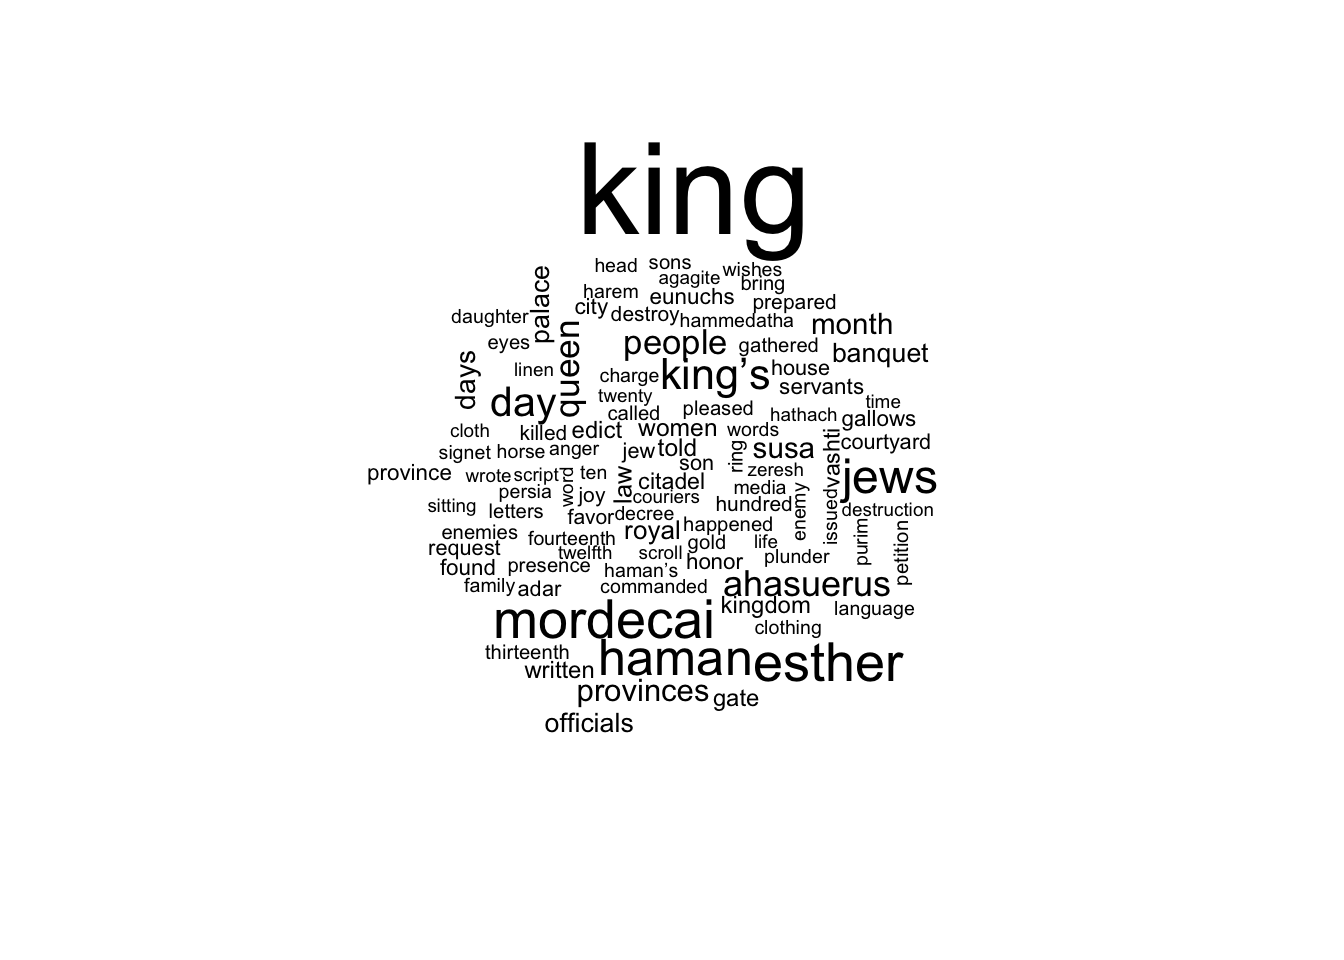 king
head sons wishes
agagite bring
palace harem eunuchs prepared
daughter city destroy hammedatha month
eyes queen people gathered banquet
days linen charge king’s house servants
day twenty pleased time
called hathach gallows
cloth killed edict women words courtyard
signet horse anger jew told ring susa vashti
province wrote script word ten law son zeresh jews
persia joy citadel media
sitting letters couriers hundred enemy issued destruction
favor decree
enemies fourteenth royal happened purim petition
request twelfth scroll gold life
found presence haman’s honor plunder
family adar commanded ahasuerus
mordecai kingdom language
clothing
thirteenth haman esther
written
provinces gate
officials